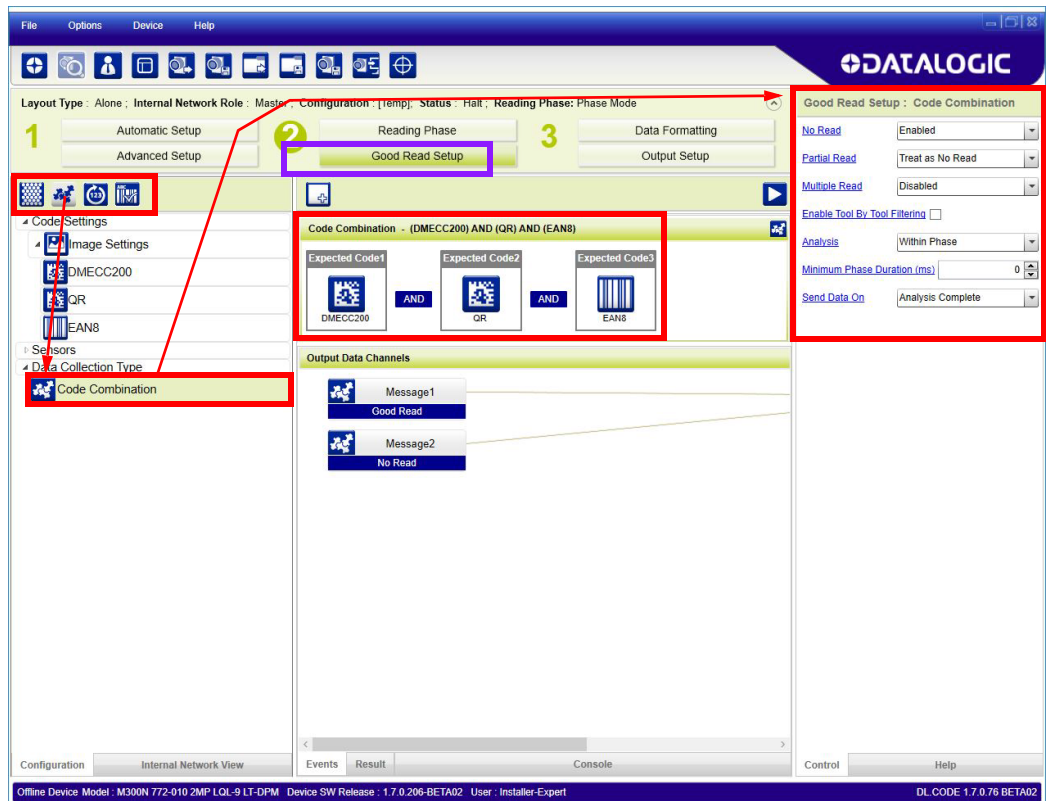 File Options Device Help
DATALOGIC
Layout Type : Alone ; Internal Network Role : Master ; Configuration : [Temp]; Status : Halt ; Reading Phase: Phase Mode
1 Automatic Setup 2 Reading Phase 3 Data Formatting
Advanced Setup Good Read Setup Output Setup
Code Settings
Image Settings
DMECC200
QR
EAN8
Sensors
Data Collection Type
Code Combination
Code Combination - (DMECC200) AND (QR) AND (EAN8)
Expected Code1 Expected Code2 Expected Code3
AND AND
DMECC200 QR EAN8
Output Data Channels
Message1
Good Read
Message2
No Read
Good Read Setup : Code Combination
No Read Enabled
Partial Read Treat as No Read
Multiple Read Disabled
Enable Tool By Tool Filtering
Analysis Within Phase
Minimum Phase Duration (ms) 0
Send Data On Analysis Complete
Configuration Internal Network View Events Result Console Control Help
Offline Device Model : M300N 772-010 2MP LQL-9 LT-DPM Device SW Release : 1.7.0.206-BETA02 User : Installer-Expert DL.CODE 1.7.0.76 BETA02